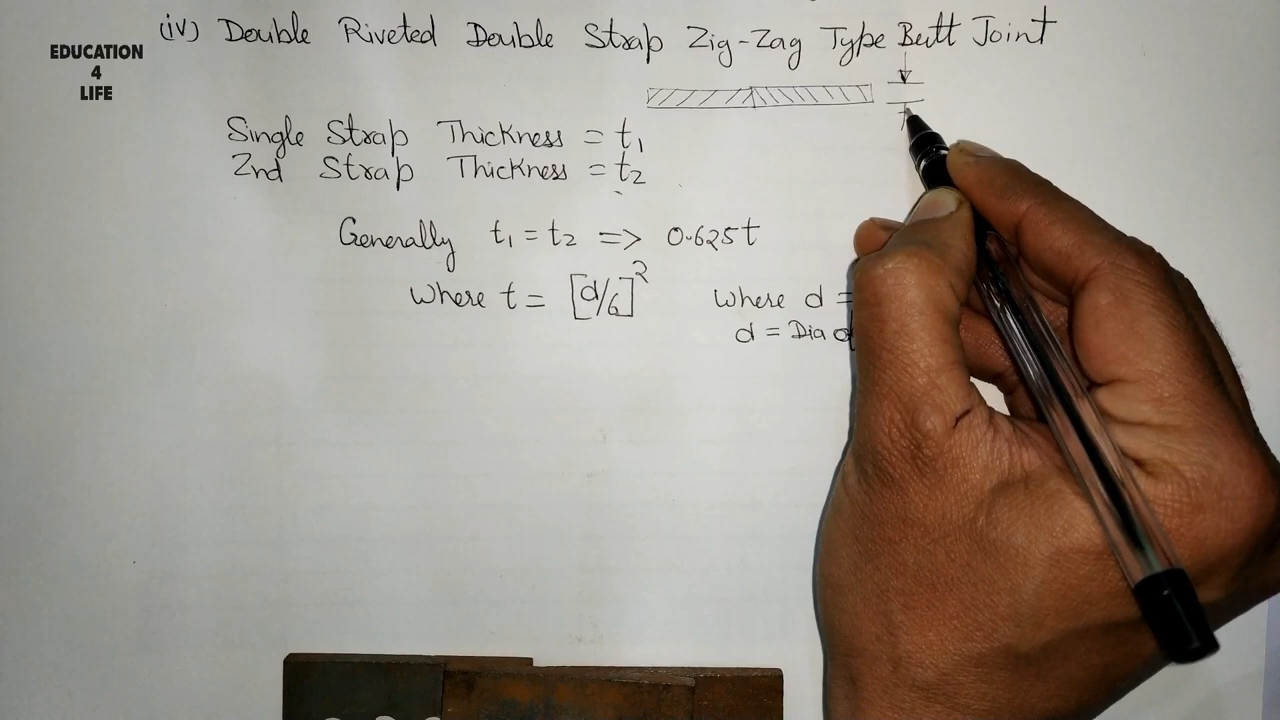 (iv) Double Riveted Double Strap Zig-Zag Type Butt Joint
EDUCATION
4
LIFE
Single Strap Thickness = t₁
2nd Strap Thickness = t₂
Generally t₁ = t₂ => 0.625t
Where t = [d/6]²
Where d =
d = Dia of